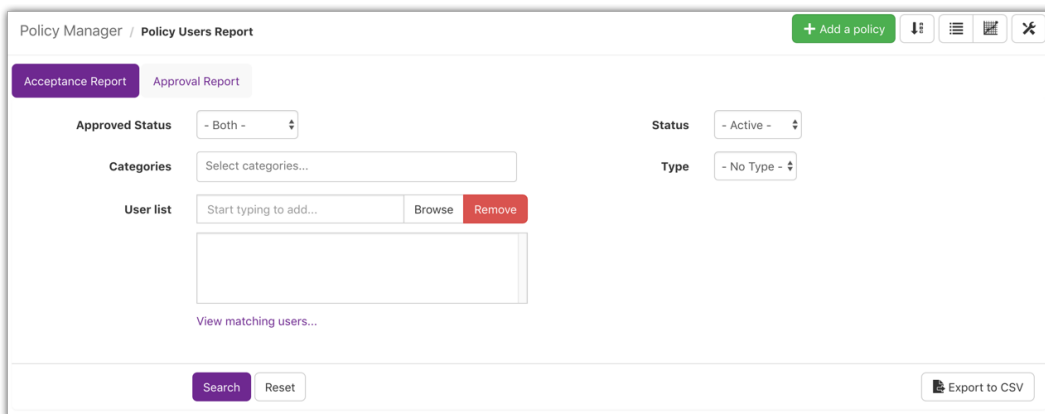 Policy Manager / Policy Users Report
+ Add a policy
Acceptance Report Approval Report
Approved Status - Both - Status - Active -
Categories Select categories... Type - No Type -
User list Start typing to add... Browse Remove
View matching users...
Search Reset Export to CSV